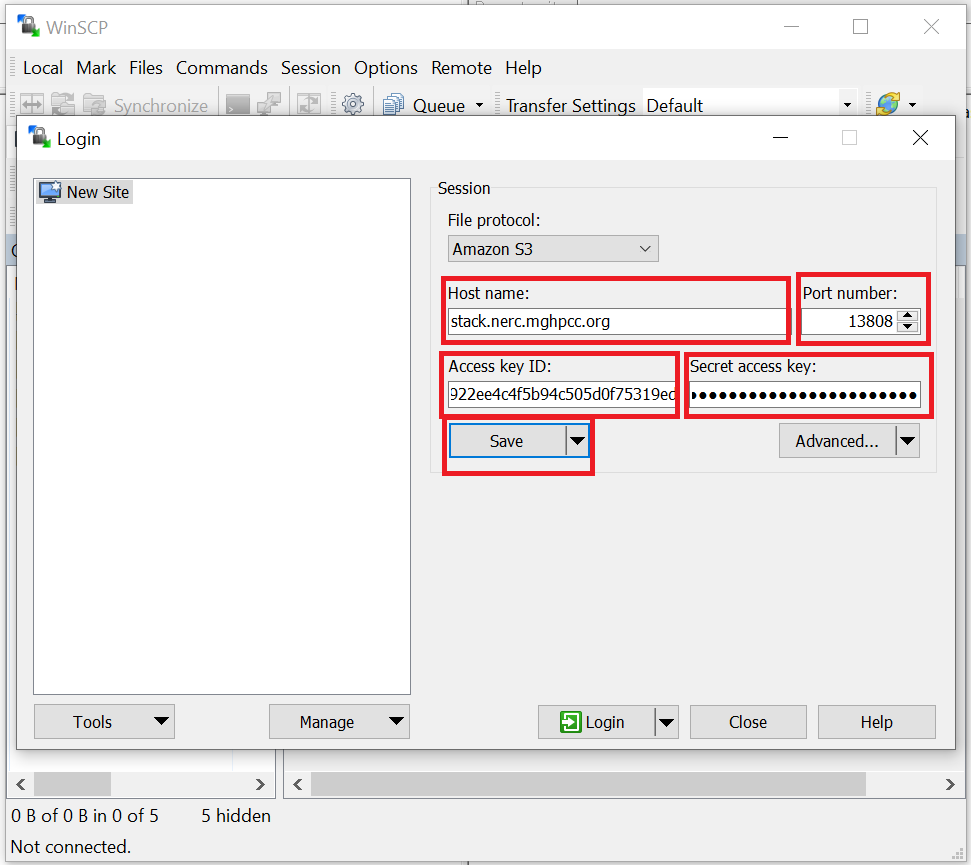 WinSCP
Local Mark Files Commands Session Options Remote Help
Synchronize Queue Transfer Settings Default
Login
New Site
Session
File protocol:
Amazon S3
Host name: Port number:
stack.nerc.mghpcc.org 13808
Access key ID: Secret access key:
922ee4c4f5b94c505d0f75319ed ●●●●●●●●●●●●●●●●●●●●●●●
Save Advanced...
Tools Manage Login Close Help
0 B of 0 B in 0 of 5 5 hidden
Not connected.